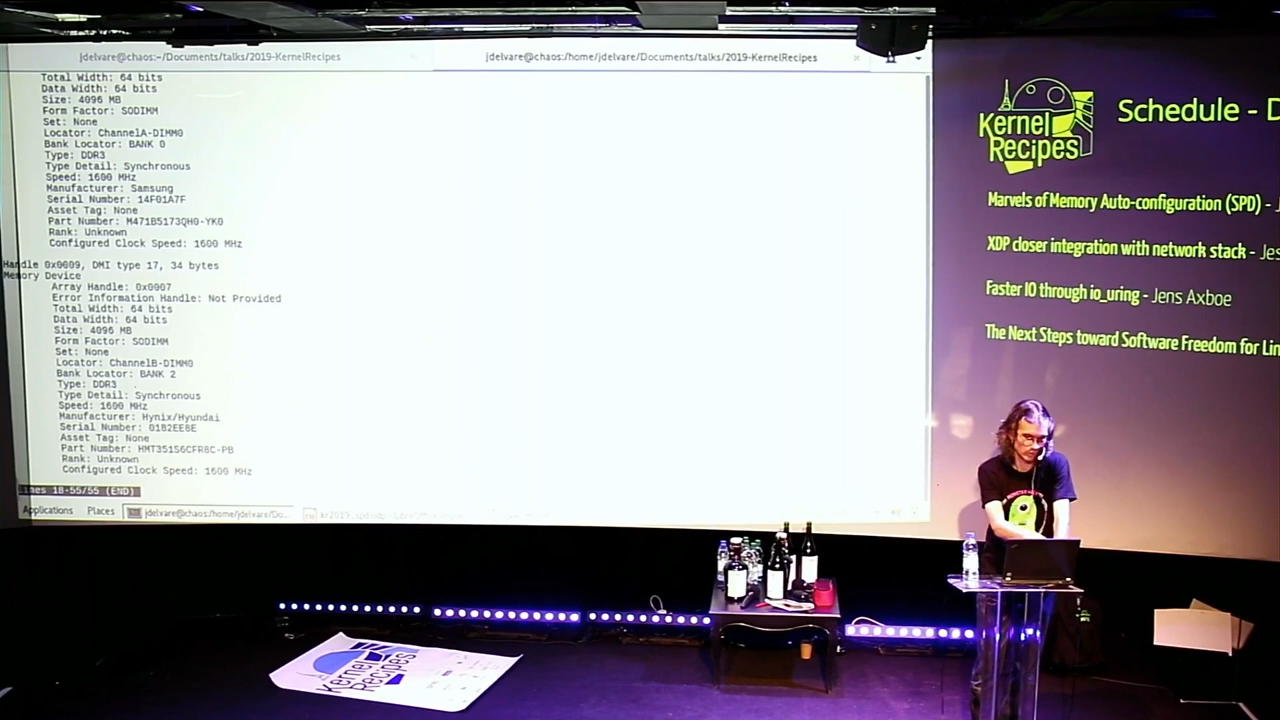 jdelvare@chaos:~/Documents/talks/2019-KernelRecipes
jdelvare@chaos:/home/jdelvare/Documents/talks/2019-KernelRecipes
Total Width: 64 bits
Data Width: 64 bits
Size: 4096 MB
Form Factor: SODIMM
Set: None
Locator: ChannelA-DIMM0
Bank Locator: BANK 0
Type: DDR3
Type Detail: Synchronous
Speed: 1600 MHz
Manufacturer: Samsung
Serial Number: 14F01A7F
Asset Tag: None
Part Number: M471B5173QH0-YK0
Rank: Unknown
Configured Clock Speed: 1600 MHz
Handle 0x0009, DMI type 17, 34 bytes
Memory Device
Array Handle: 0x0007
Error Information Handle: Not Provided
Total Width: 64 bits
Data Width: 64 bits
Size: 4096 MB
Form Factor: SODIMM
Set: None
Locator: ChannelB-DIMM0
Bank Locator: BANK 2
Type: DDR3
Type Detail: Synchronous
Speed: 1600 MHz
Manufacturer: Hynix/Hyundai
Serial Number: 01B2EE8E
Asset Tag: None
Part Number: HMT351S6CFR8C-PB
Rank: Unknown
Configured Clock Speed: 1600 MHz
lines 18-55/55 (END)
Applications Places jdelvare@chaos:/home/jdelvare/Do...
Kernel
Recipes
Schedule - D
Marvels of Memory Auto-configuration (SPD) - J
XDP closer integration with network stack - Jes
Faster IO through io_uring - Jens Axboe
The Next Steps toward Software Freedom for Lin
Kernel
Recipes